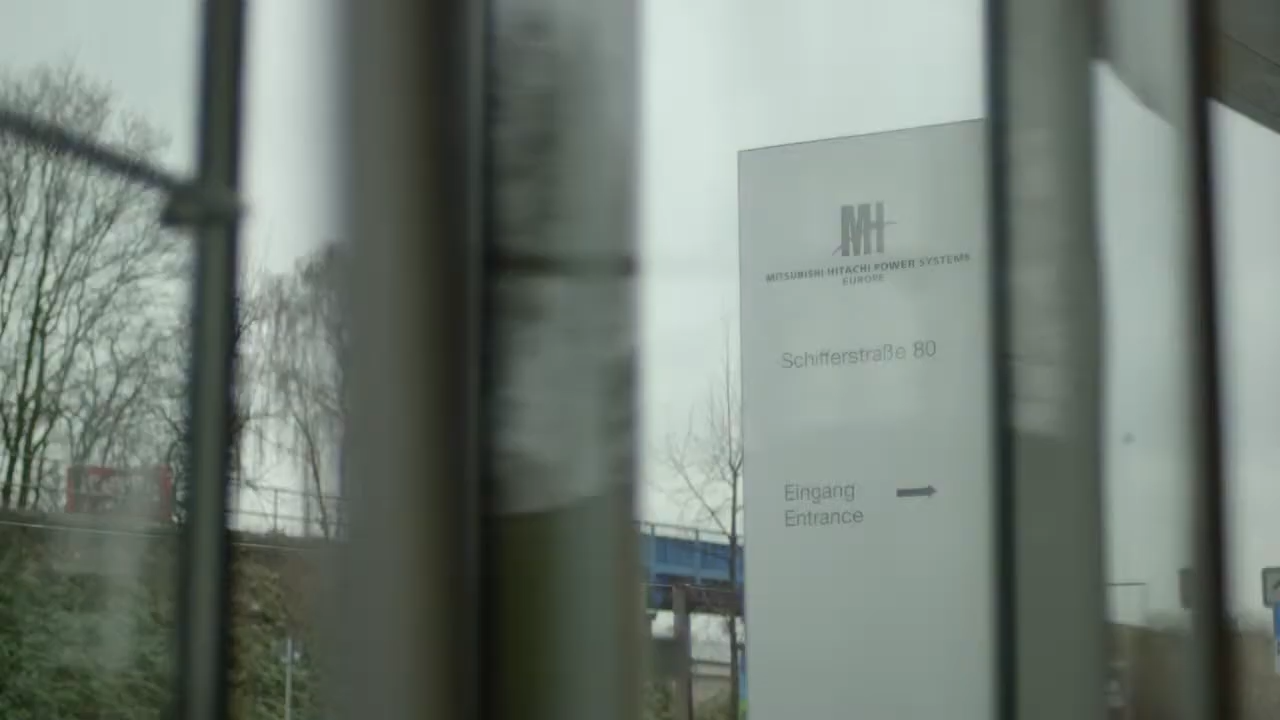 MH
MITSUBISHI HITACHI POWER SYSTEMS
EUROPE
Schifferstraße 80
Eingang
Entrance